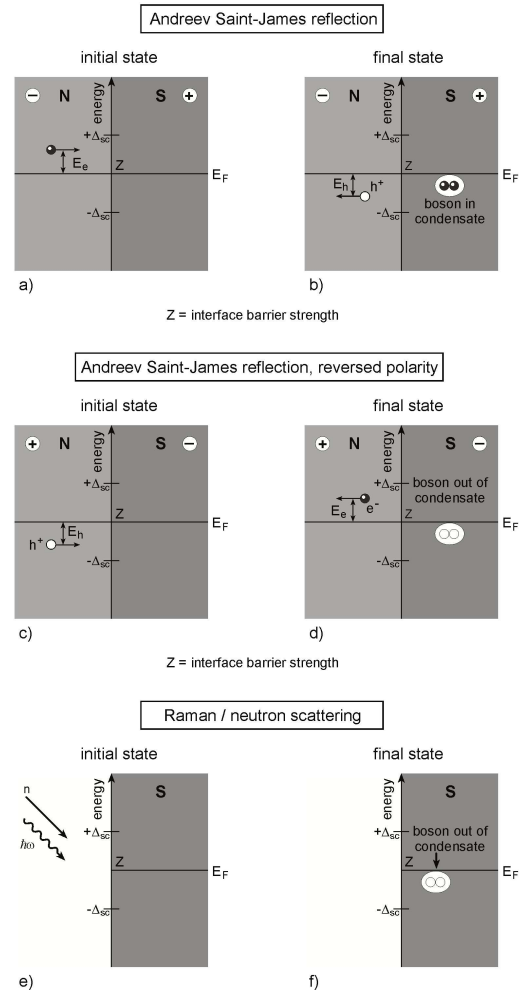 Andreev Saint-James reflection
initial state
final state
− N energy S +
− N energy S +
+Δsc
+Δsc
Ee
Z
EF
Eh h⁺
Z
EF
boson in
condensate
-Δsc
-Δsc
a)
b)
Z = interface barrier strength
Andreev Saint-James reflection, reversed polarity
initial state
final state
+ N energy S −
+ N energy S −
+Δsc
+Δsc
boson out of
condensate
Z
EF
Ee e⁻
Z
EF
h⁺ Eh
-Δsc
-Δsc
c)
d)
Z = interface barrier strength
Raman / neutron scattering
initial state
final state
n
energy S
energy S
ħω
+Δsc
+Δsc
boson out of
condensate
Z
EF
Z
EF
-Δsc
-Δsc
e)
f)